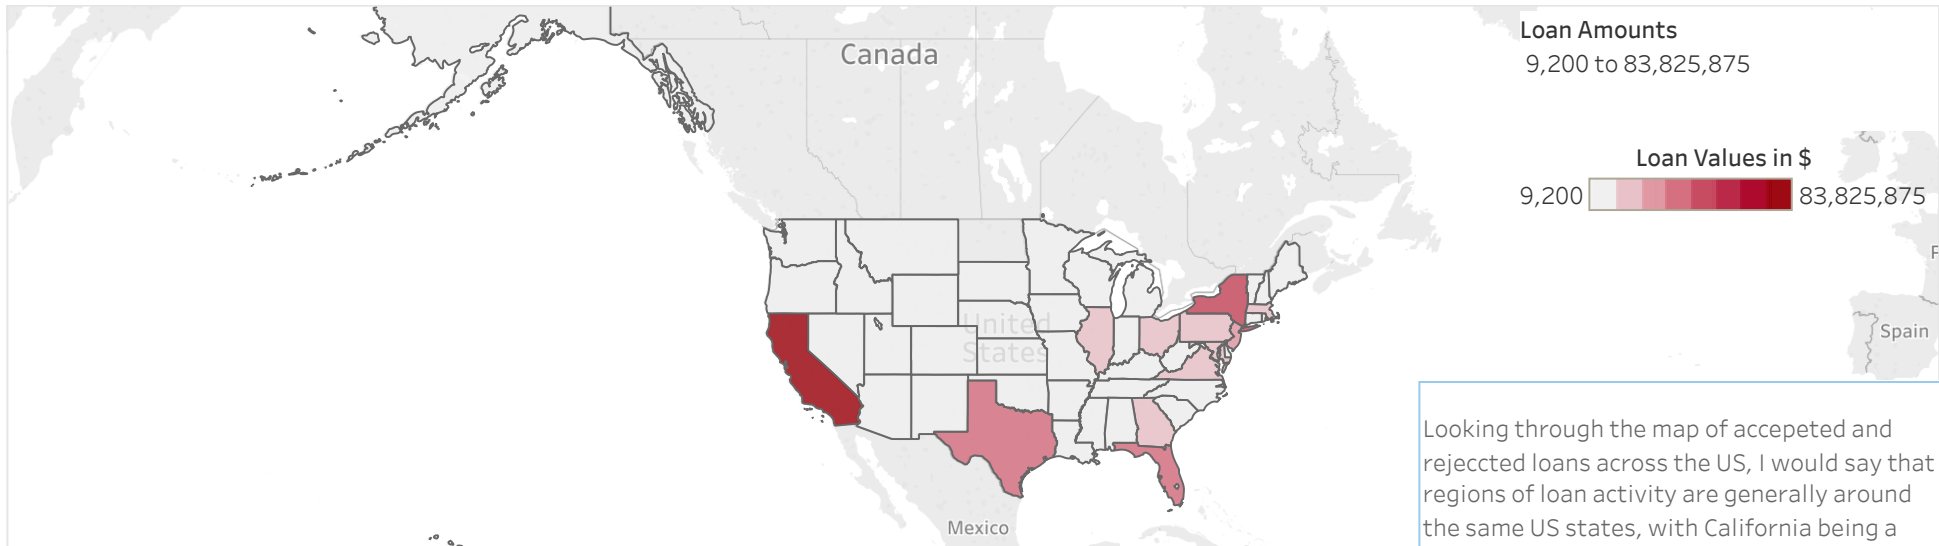 Canada
Loan Amounts
9,200 to 83,825,875
Loan Values in $
9,200 83,825,875
United
States
F
Spain
Looking through the map of accepeted and
rejeccted loans across the US, I would say that
regions of loan activity are generally around
the same US states, with California being a
Mexico